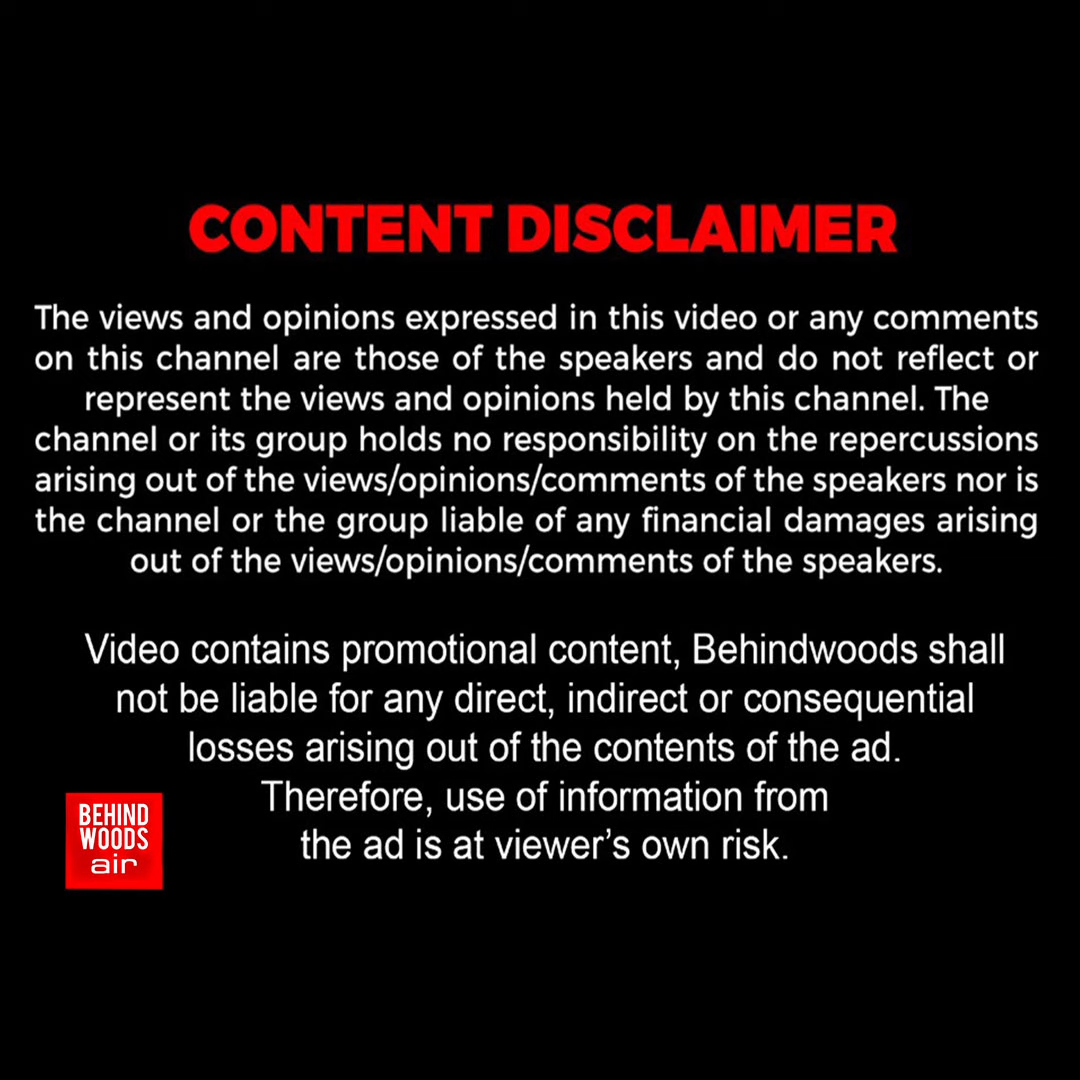 CONTENT DISCLAIMER
The views and opinions expressed in this video or any comments
on this channel are those of the speakers and do not reflect or
represent the views and opinions held by this channel. The
channel or its group holds no responsibility on the repercussions
arising out of the views/opinions/comments of the speakers nor is
the channel or the group liable of any financial damages arising
out of the views/opinions/comments of the speakers.
Video contains promotional content, Behindwoods shall
not be liable for any direct, indirect or consequential
losses arising out of the contents of the ad.
Therefore, use of information from
the ad is at viewer's own risk.
BEHIND
WOODS
air